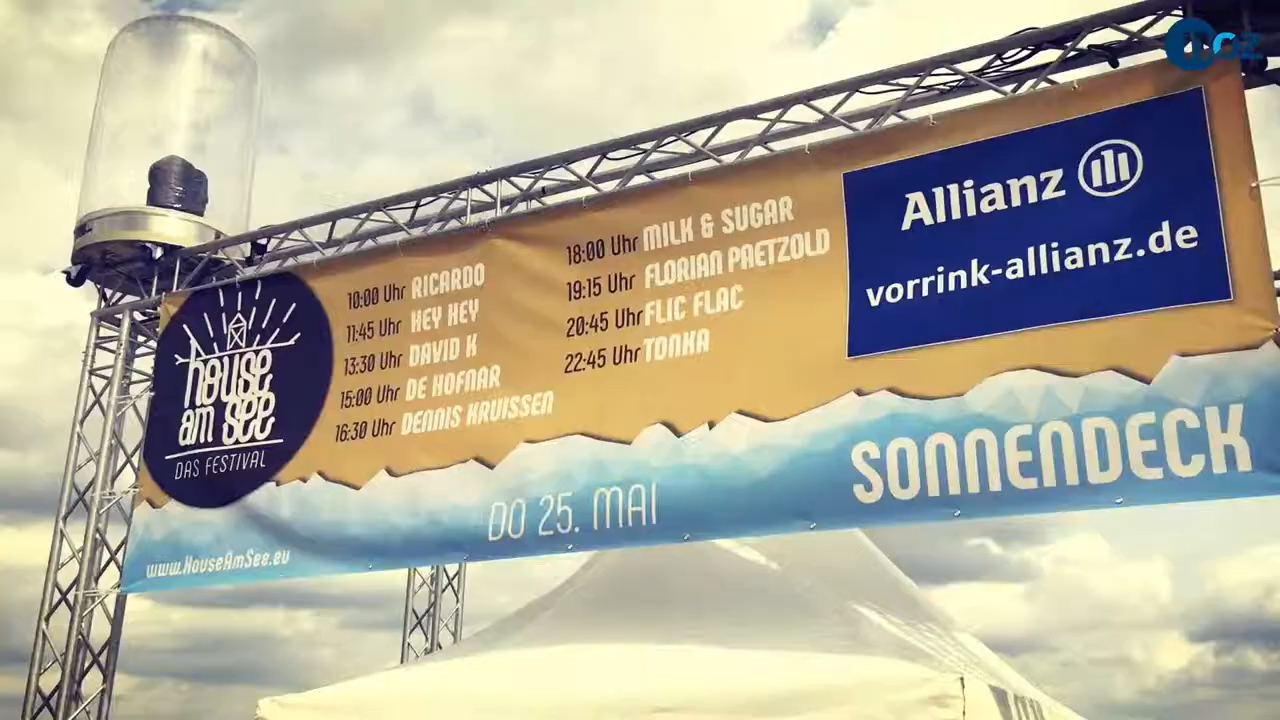 house
am see
DAS FESTIVAL
10:00 Uhr RICARDO
11:45 Uhr HEY HEY
13:30 Uhr DAVID K
15:00 Uhr DE HOFNAR
16:30 Uhr DENNIS KRUISSEN
18:00 Uhr MILK & SUGAR
19:15 Uhr FLORIAN PAETZOLD
20:45 Uhr FLIC FLAC
22:45 Uhr TONKA
Allianz
vorrink-allianz.de
SONNENDECK
DO 25. MAI
www.HouseAmSee.eu